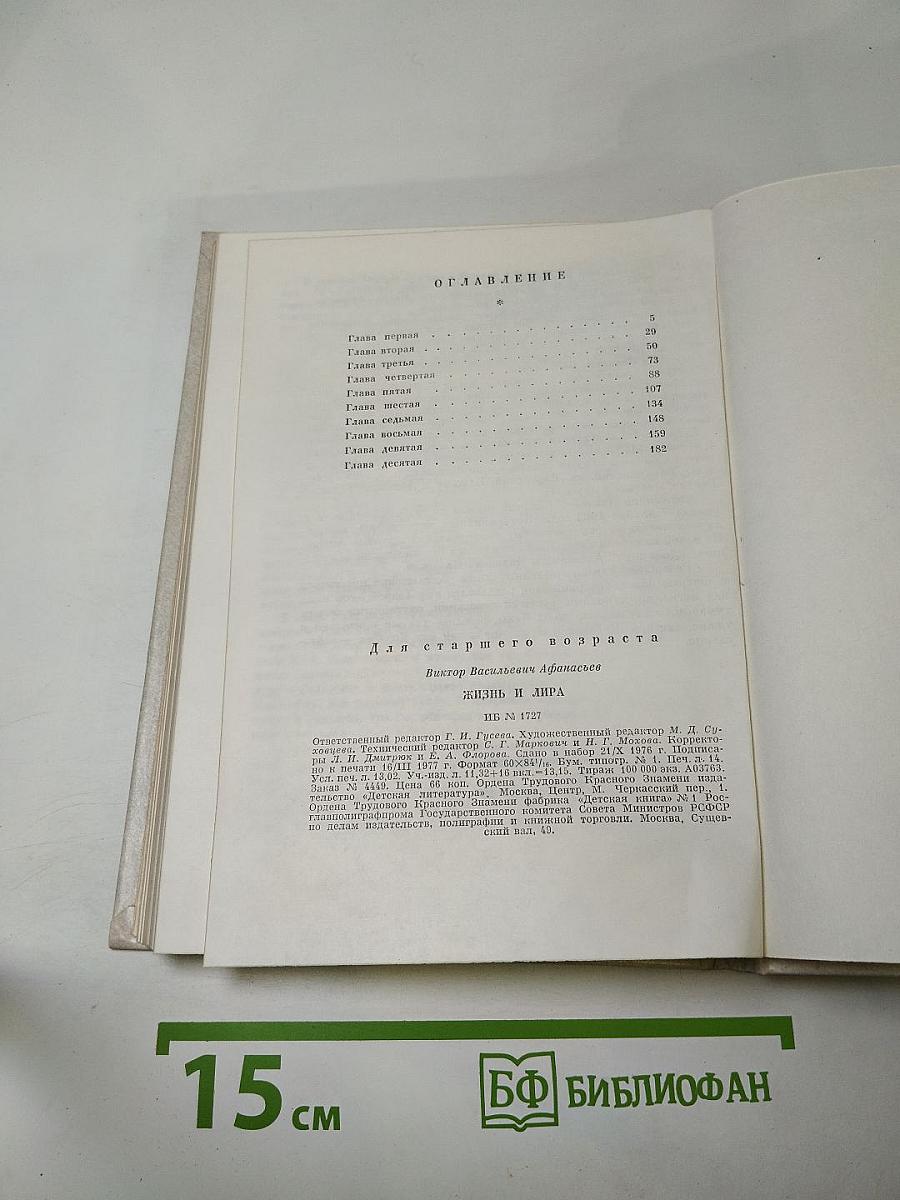 ОГЛАВЛЕНИЕ
*
Глава первая . . . . . . . . . . . . . . 5
Глава вторая . . . . . . . . . . . . . . 29
Глава третья . . . . . . . . . . . . . . 50
Глава четвертая . . . . . . . . . . . . . . 73
Глава пятая . . . . . . . . . . . . . . 88
Глава шестая . . . . . . . . . . . . . . 107
Глава седьмая . . . . . . . . . . . . . . 134
Глава восьмая . . . . . . . . . . . . . . 148
Глава девятая . . . . . . . . . . . . . . 159
Глава десятая . . . . . . . . . . . . . . 182
Для старшего возраста
Виктор Васильевич Афанасьев
ЖИЗНЬ И ЛИРА
ИБ № 1727
Ответственный редактор Г. И. Гусева. Художественный редактор М. Д. Су-
ховцева. Технический редактор С. Г. Маркович и Н. Г. Мохова. Корректо-
ры Л. И. Дмитрюк и Е. А. Флорова. Сдано в набор 21/X 1976 г. Подписа-
но к печати 16/III 1977 г. Формат 60×84¹/₁₆. Бум. типогр. № 1. Печ. л. 14.
Усл. печ. л. 13,02. Уч.-изд. л. 11,32+16 вкл.=13,15. Тираж 100 000 экз. А03763.
Заказ № 4449. Цена 66 коп. Ордена Трудового Красного Знамени изда-
тельство «Детская литература». Москва, Центр, М. Черкасский пер., 1.
Ордена Трудового Красного Знамени фабрика «Детская книга» № 1 Рос-
главполиграфпрома Государственного комитета Совета Министров РСФСР
по делам издательств, полиграфии и книжной торговли. Москва, Сущев-
ский вал, 49.
15 см
БФ БИБЛИОФАН